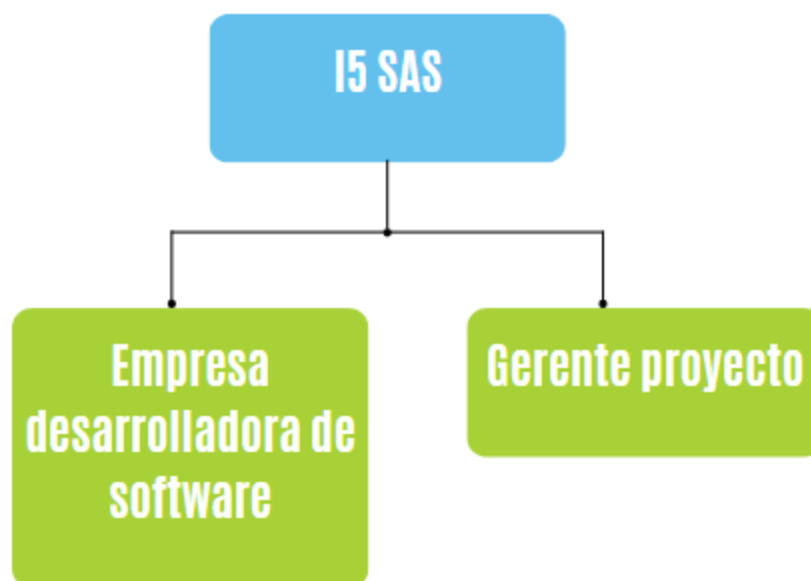 I5 SAS
Empresa
desarrolladora de
software
Gerente proyecto